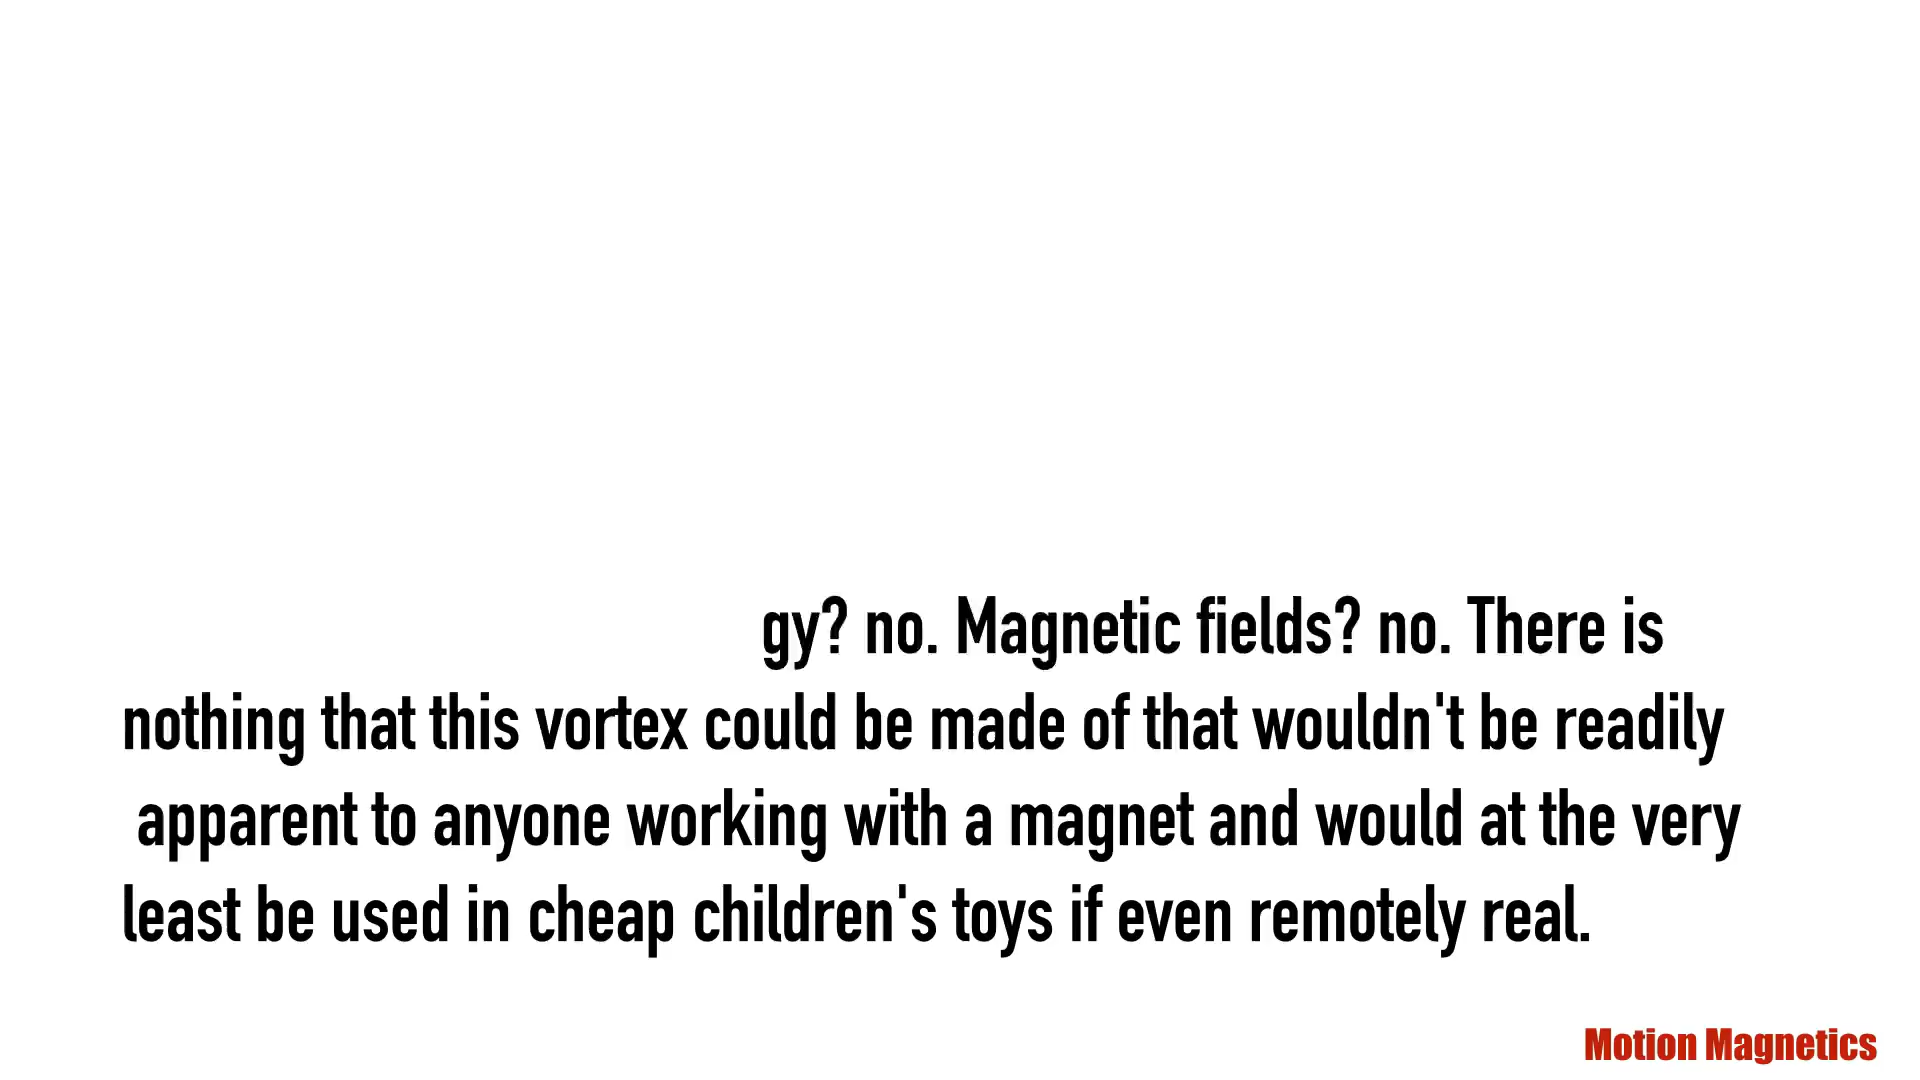 gy? no. Magnetic fields? no. There is
nothing that this vortex could be made of that wouldn't be readily
apparent to anyone working with a magnet and would at the very
least be used in cheap children's toys if even remotely real.
Motion Magnetics